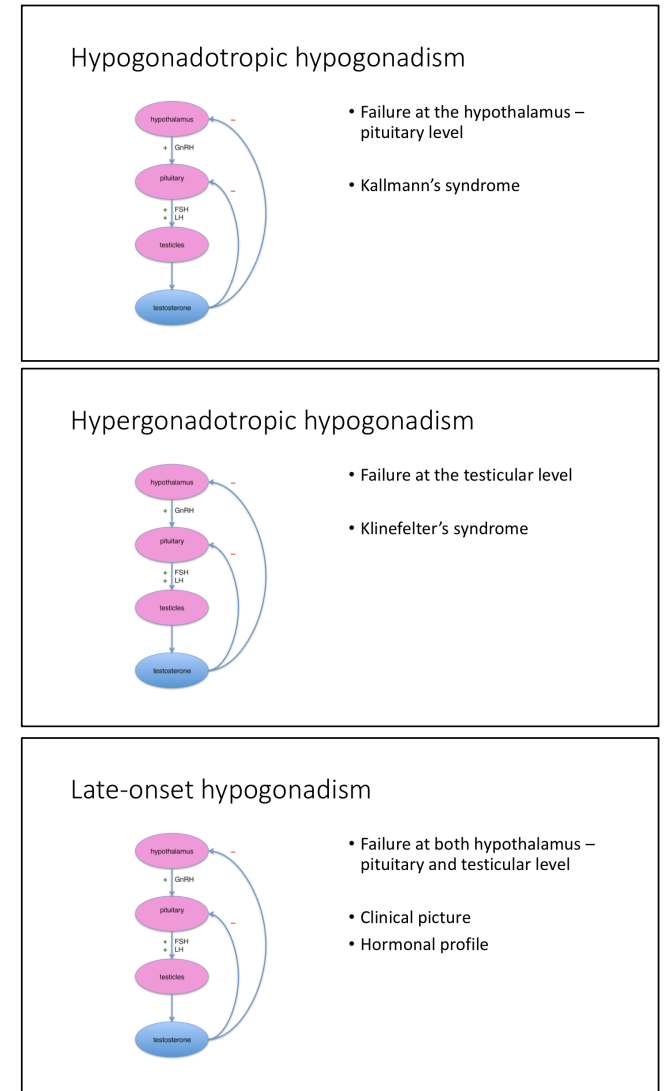 Hypogonadotropic hypogonadism
hypothalamus
–
+ GnRH
pituitary
–
+ FSH
+ LH
testicles
testosterone
• Failure at the hypothalamus –
pituitary level
• Kallmann’s syndrome
Hypergonadotropic hypogonadism
hypothalamus
–
+ GnRH
pituitary
–
+ FSH
+ LH
testicles
testosterone
• Failure at the testicular level
• Klinefelter’s syndrome
Late-onset hypogonadism
hypothalamus
–
+ GnRH
pituitary
–
+ FSH
+ LH
testicles
testosterone
• Failure at both hypothalamus –
pituitary and testicular level
• Clinical picture
• Hormonal profile